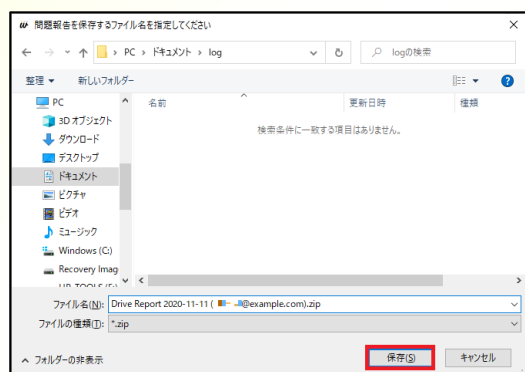 問題報告を保存するファイル名を指定してください
PC › ドキュメント › log
logの検索
整理 新しいフォルダー
名前 更新日時 種類
検索条件に一致する項目はありません。
PC
3D オブジェクト
ダウンロード
デスクトップ
ドキュメント
ピクチャ
ビデオ
ミュージック
Windows (C:)
Recovery Imag
ファイル名(N): Drive Report 2020-11-11 ( @example.com).zip
ファイルの種類(T): *.zip
フォルダーの非表示
保存(S) キャンセル